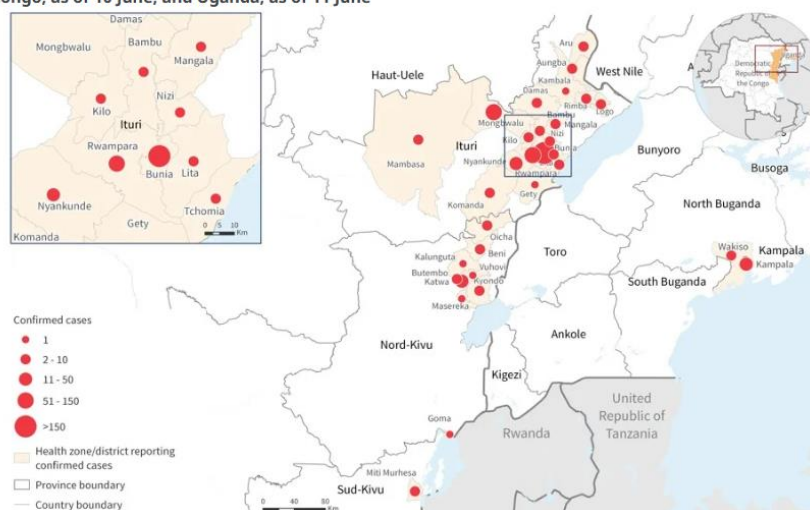 ongo, as of 10 June, and Uganda, as of 11 June
Damas
Mongbwalu
Bambu
Mangala
Nizi
Kilo
Ituri
Rwampara
Bunia
Lita
Nyankunde
Tchomia
Gety
Komanda
0 5 10
Km
Aru
Aungba
West Nile
Haut-Uele
Kambala
Damas
Rimba
Logo
Bambu
Mongbwalu
Mangala
Kilo
Nizi
Ituri
Bunia
Mambasa
Nyankunde
Rwampara
Gety
Komanda
Democratic
Republic of
the Congo
Bunyoro
Busoga
North Buganda
Oicha
Toro
Beni
Kalunguta
Vuhovi
Butembo
Katwa
Kyondo
Masereka
Wakiso
Kampala
Kampala
South Buganda
Confirmed cases
1
2 - 10
11 - 50
51 - 150
>150
Health zone/district reporting
confirmed cases
Province boundary
Country boundary
Nord-Kivu
Ankole
Kigezi
Goma
Rwanda
United
Republic of
Tanzania
Miti Murhesa
Sud-Kivu
0 40 80
Km